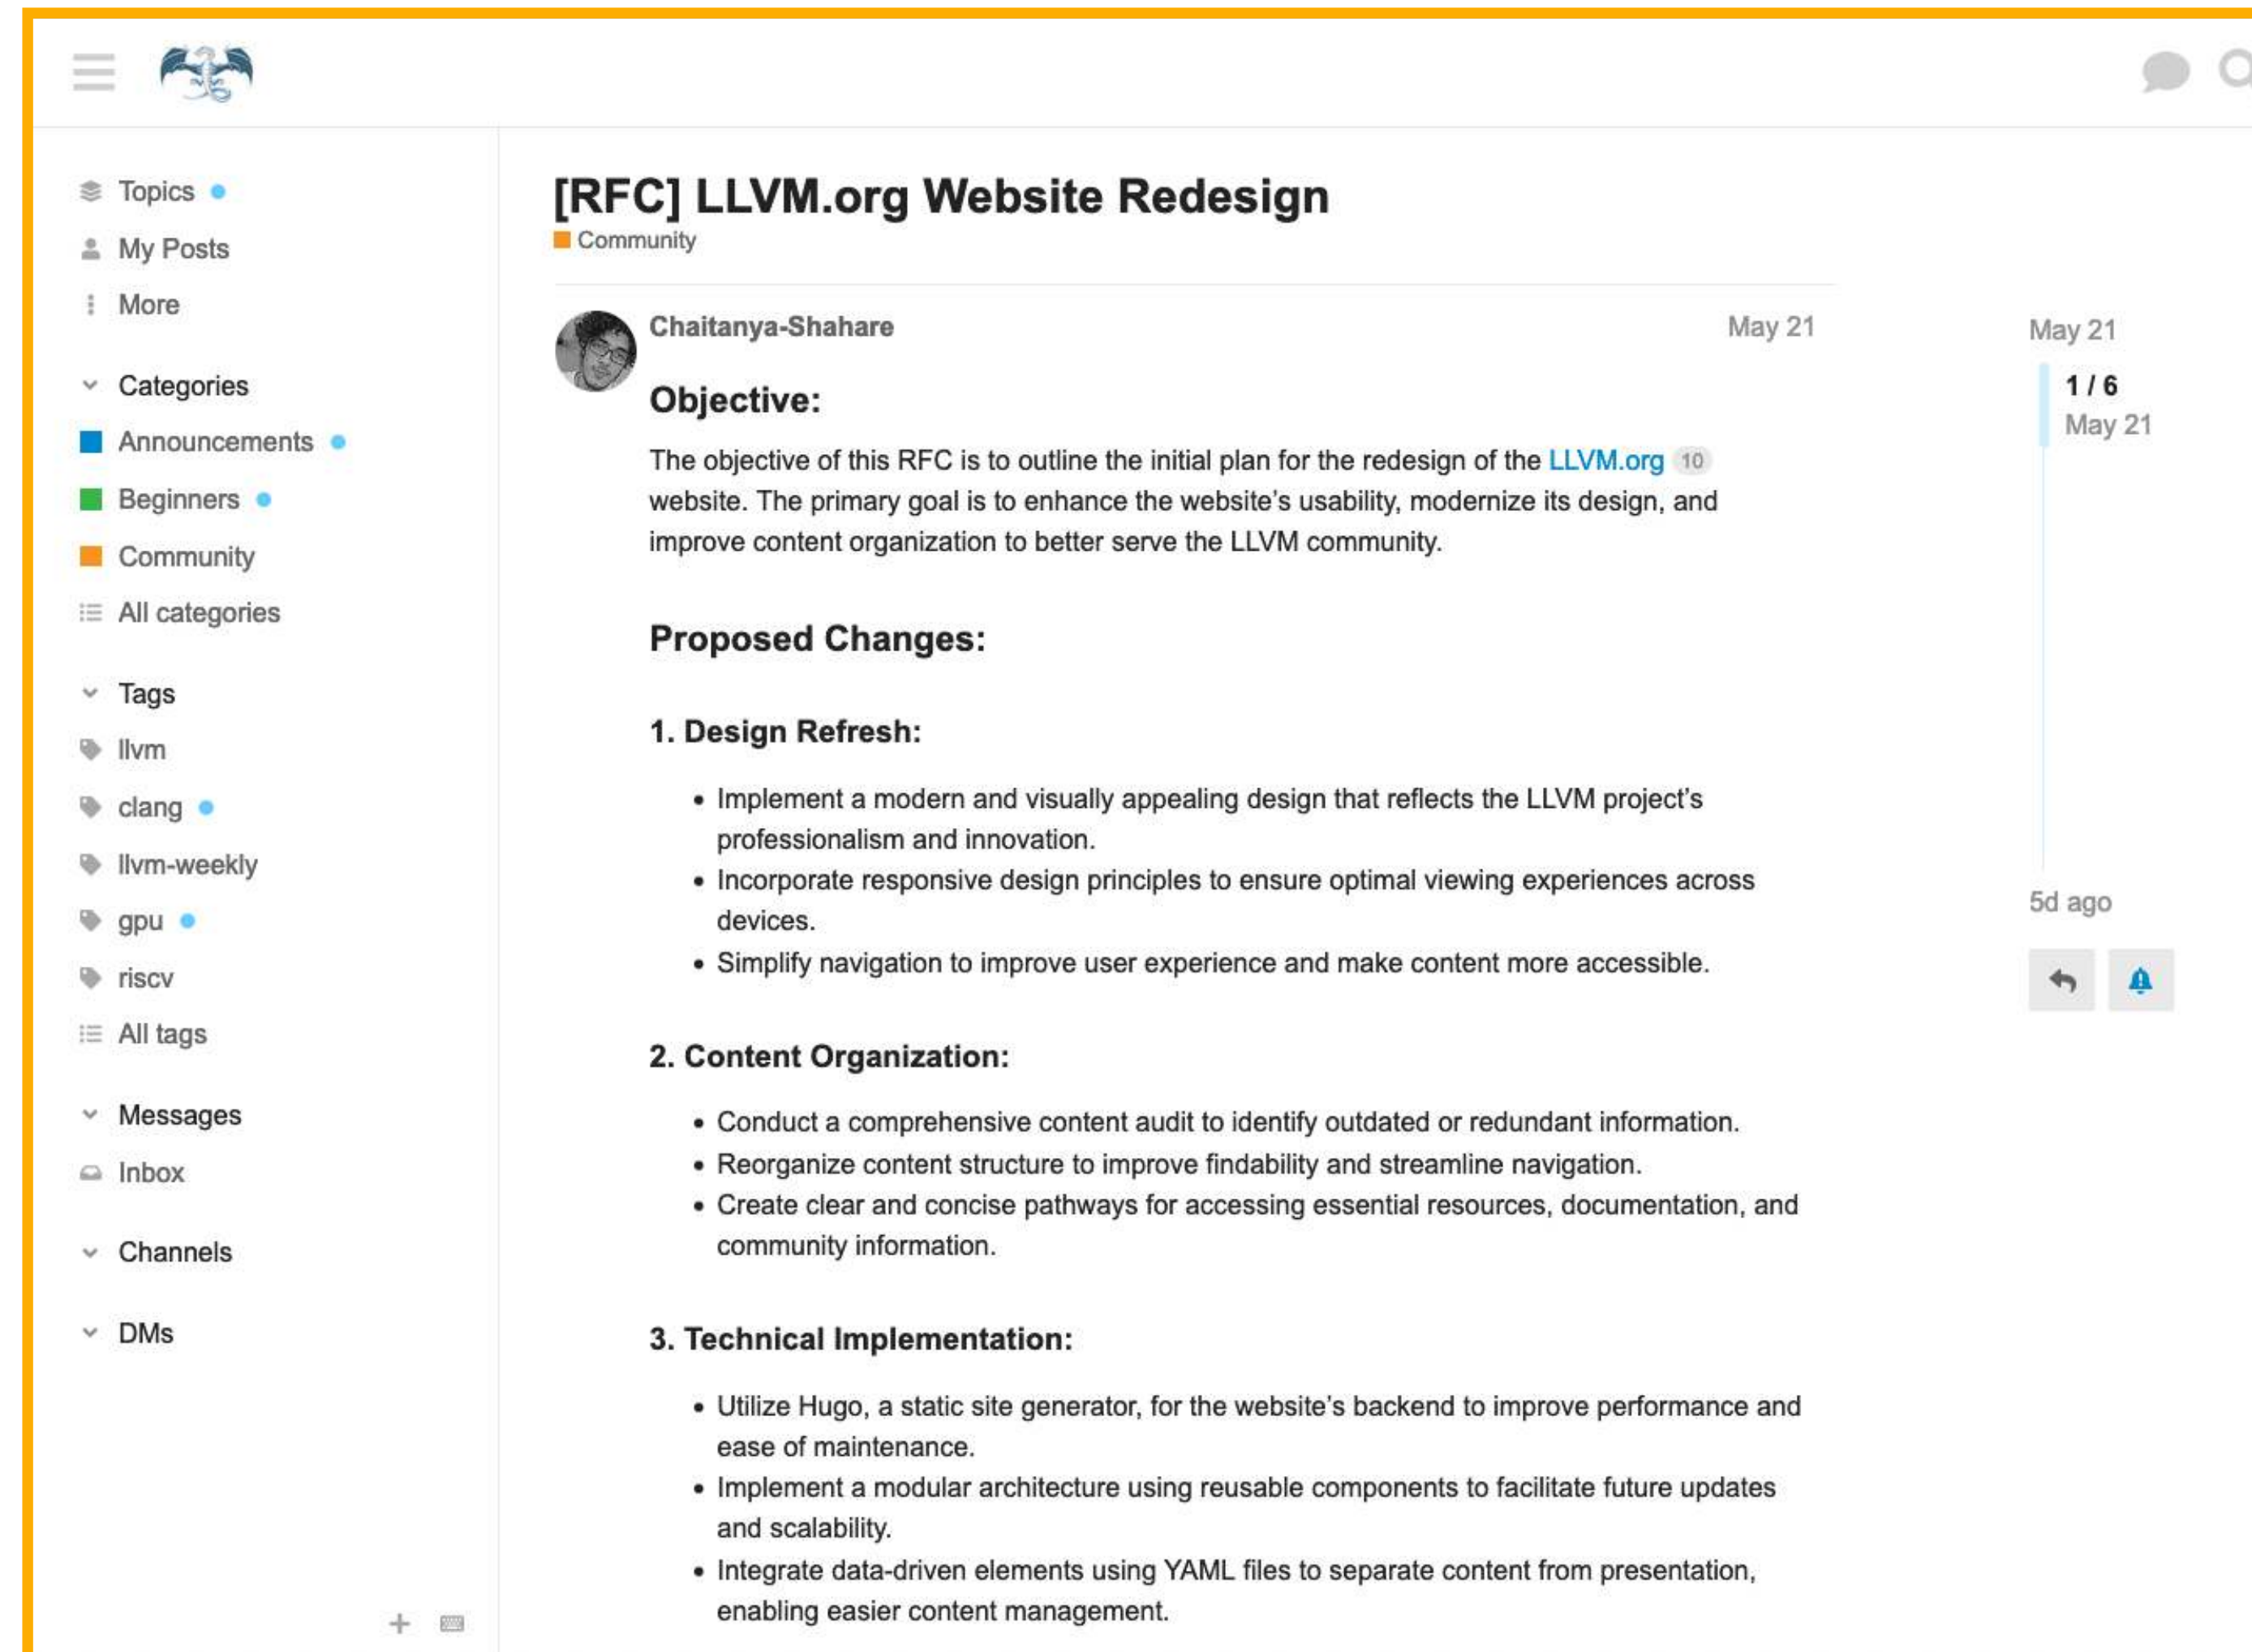 Topics
My Posts
More
Categories
Announcements
Beginners
Community
All categories
Tags
llvm
clang
llvm-weekly
gpu
riscv
All tags
Messages
Inbox
Channels
DMs
[RFC] LLVM.org Website Redesign
Community
Chaitanya-Shahare
May 21
Objective:
The objective of this RFC is to outline the initial plan for the redesign of the LLVM.org 10
website. The primary goal is to enhance the website's usability, modernize its design, and
improve content organization to better serve the LLVM community.
Proposed Changes:
1. Design Refresh:
• Implement a modern and visually appealing design that reflects the LLVM project's
professionalism and innovation.
• Incorporate responsive design principles to ensure optimal viewing experiences across
devices.
• Simplify navigation to improve user experience and make content more accessible.
2. Content Organization:
• Conduct a comprehensive content audit to identify outdated or redundant information.
• Reorganize content structure to improve findability and streamline navigation.
• Create clear and concise pathways for accessing essential resources, documentation, and
community information.
3. Technical Implementation:
• Utilize Hugo, a static site generator, for the website's backend to improve performance and
ease of maintenance.
• Implement a modular architecture using reusable components to facilitate future updates
and scalability.
• Integrate data-driven elements using YAML files to separate content from presentation,
enabling easier content management.
May 21
1 / 6
May 21
5d ago